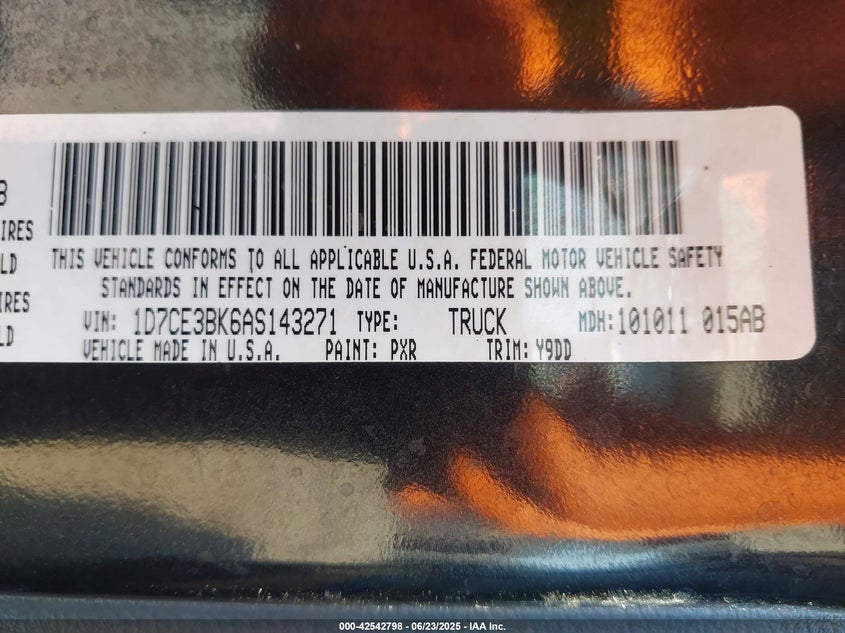 B
IRES
LD
IRES
LD
THIS VEHICLE CONFORMS TO ALL APPLICABLE U.S.A. FEDERAL MOTOR VEHICLE SAFETY
STANDARDS IN EFFECT ON THE DATE OF MANUFACTURE SHOWN ABOVE.
VIN: 1D7CE3BK6AS143271 TYPE: TRUCK MDH: 101011 015AB
VEHICLE MADE IN U.S.A. PAINT: PXR TRIM: Y9DD
000-42542798 - 06/23/2025 - IAA Inc.